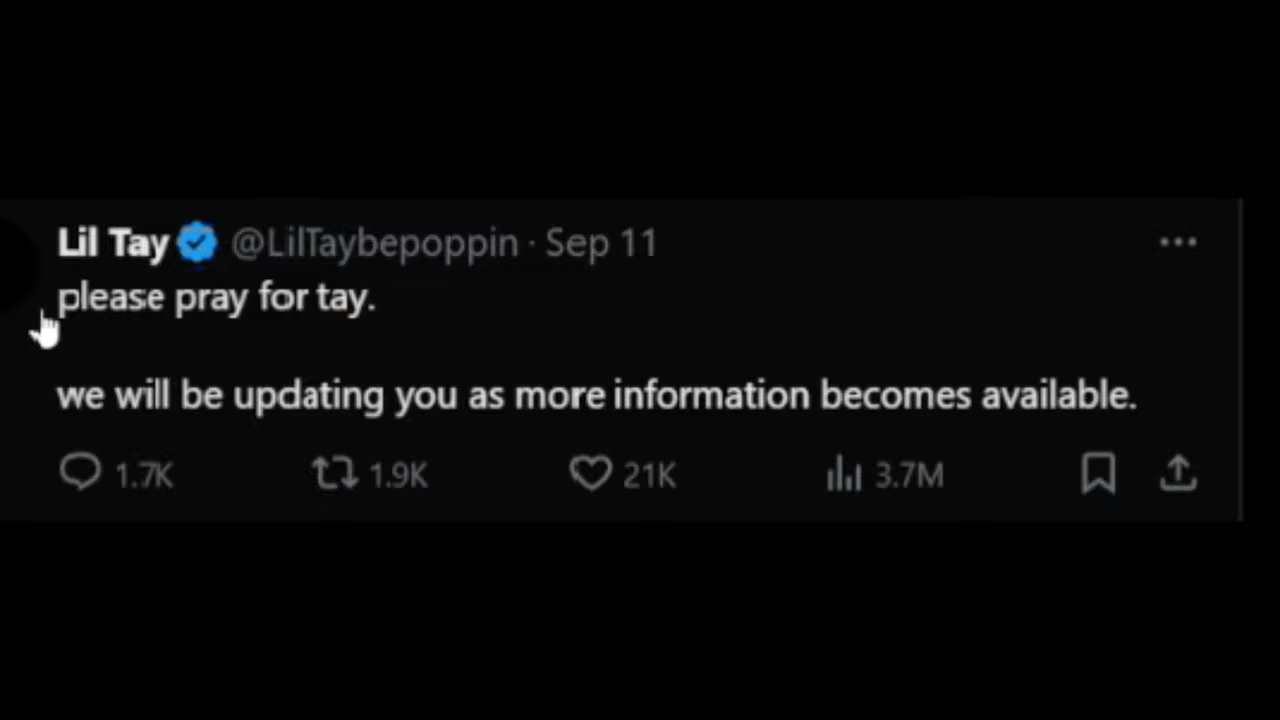 Lil Tay @LilTaybepoppin · Sep 11
please pray for tay.
we will be updating you as more information becomes available.
1.7K 1.9K 21K 3.7M